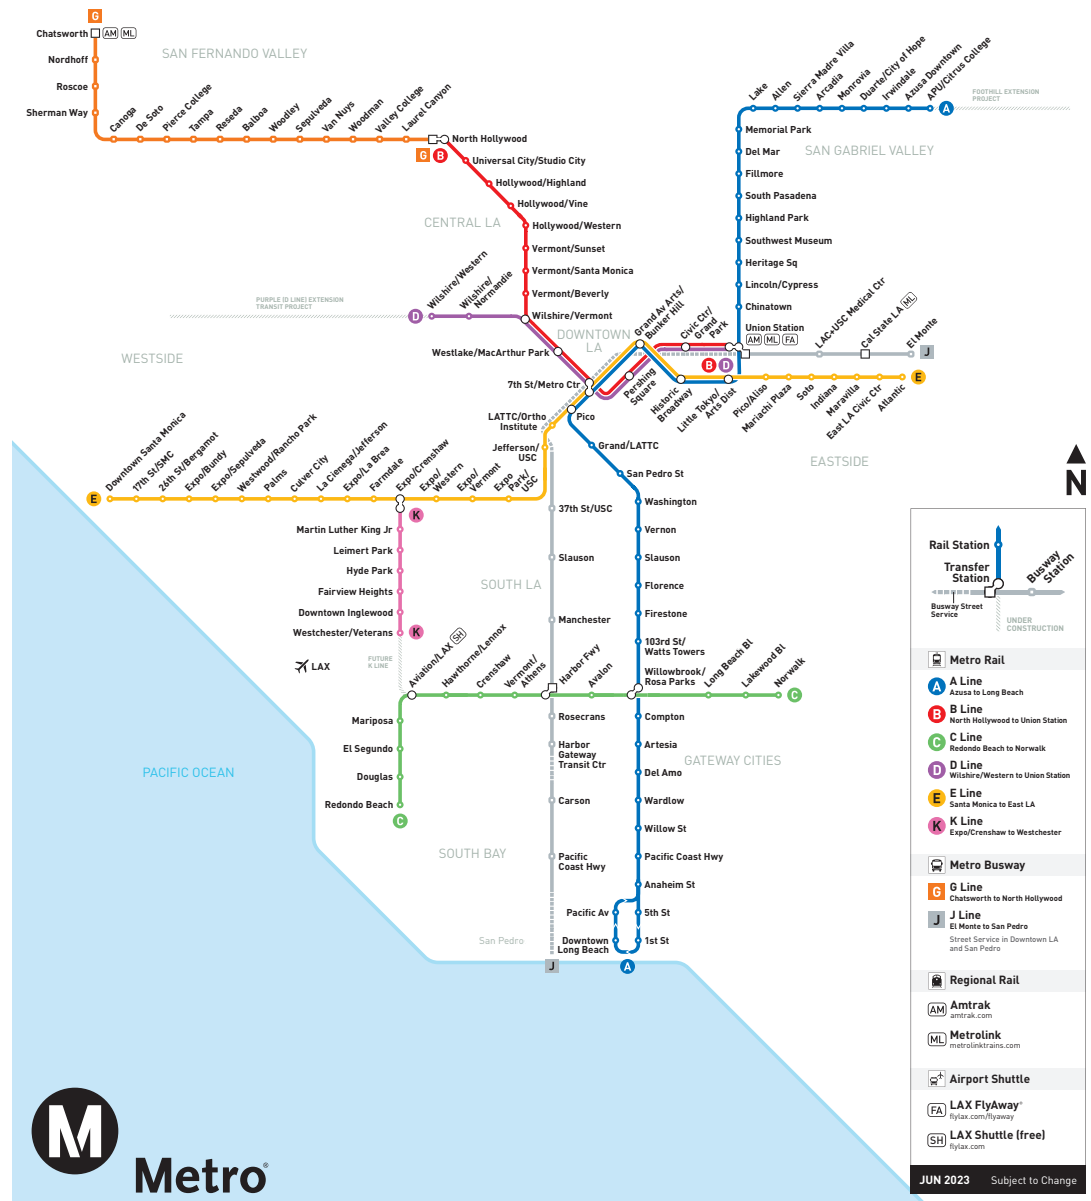 G
Chatsworth
AM
ML
Nordhoff
Roscoe
Sherman Way
SAN FERNANDO VALLEY
Canoga
De Soto
Pierce College
Tampa
Reseda
Balboa
Woodley
Sepulveda
Van Nuys
Woodman
Valley College
Laurel Canyon
North Hollywood
G
B
Universal City/Studio City
Hollywood/Highland
Hollywood/Vine
CENTRAL LA
Hollywood/Western
Vermont/Sunset
Vermont/Santa Monica
Vermont/Beverly
Wilshire/Vermont
PURPLE (D LINE) EXTENSION
TRANSIT PROJECT
D
Wilshire/Western
Wilshire/
Normandie
WESTSIDE
Westlake/MacArthur Park
DOWNTOWN
LA
7th St/Metro Ctr
Grand Av Arts/
Bunker Hill
Civic Ctr/
Grand
Park
B
D
Pershing
Square
Historic
Broadway
Little Tokyo/
Arts Dist
Lake
Allen
Sierra Madre Villa
Arcadia
Monrovia
Duarte/City of Hope
Irwindale
Azusa Downtown
APU/Citrus College
A
FOOTHILL EXTENSION
PROJECT
Memorial Park
Del Mar
SAN GABRIEL VALLEY
Fillmore
South Pasadena
Highland Park
Southwest Museum
Heritage Sq
Lincoln/Cypress
Chinatown
Union Station
AM
ML
FA
LAC+USC Medical Ctr
Cal State LA
ML
El Monte
J
E
Pico/Aliso
Mariachi Plaza
Soto
Indiana
Maravilla
East LA Civic Ctr
Atlantic
EASTSIDE
LATTC/Ortho
Institute
Pico
Jefferson/
USC
Grand/LATTC
San Pedro St
E
Downtown Santa Monica
17th St/SMC
26th St/Bergamot
Expo/Bundy
Expo/Sepulveda
Westwood/Rancho Park
Palms
Culver City
La Cienega/Jefferson
Expo/La Brea
Farmdale
Expo/Crenshaw
Expo/
Western
Expo/
Vermont
Expo
Park/
USC
K
Martin Luther King Jr
Leimert Park
Hyde Park
Fairview Heights
Downtown Inglewood
Westchester/Veterans
K
LAX
FUTURE
K LINE
SOUTH LA
37th St/USC
Slauson
Manchester
Washington
Vernon
Slauson
Florence
Firestone
103rd St/
Watts Towers
Willowbrook/
Rosa Parks
Aviation/LAX
SH
Hawthorne/Lennox
Crenshaw
Vermont/
Athens
Harbor Fwy
Avalon
Long Beach Bl
Lakewood Bl
Norwalk
C
Mariposa
El Segundo
Douglas
Redondo Beach
C
PACIFIC OCEAN
Rosecrans
Harbor
Gateway
Transit Ctr
Carson
Pacific
Coast Hwy
SOUTH BAY
San Pedro
J
Compton
Artesia
GATEWAY CITIES
Del Amo
Wardlow
Willow St
Pacific Coast Hwy
Anaheim St
Pacific Av
5th St
Downtown
Long Beach
1st St
A
N
Rail Station
Transfer
Station
Busway
Station
Busway Street
Service
UNDER
CONSTRUCTION
Metro Rail
A
A Line
Azusa to Long Beach
B
B Line
North Hollywood to Union Station
C
C Line
Redondo Beach to Norwalk
D
D Line
Wilshire/Western to Union Station
E
E Line
Santa Monica to East LA
K
K Line
Expo/Crenshaw to Westchester
Metro Busway
G
G Line
Chatsworth to North Hollywood
J
J Line
El Monte to San Pedro
Street Service in Downtown LA
and San Pedro
Regional Rail
AM
Amtrak
amtrak.com
ML
Metrolink
metrolinktrains.com
Airport Shuttle
FA
LAX FlyAway®
flylax.com/flyaway
SH
LAX Shuttle (free)
flylax.com
JUN 2023 Subject to Change
M
Metro®